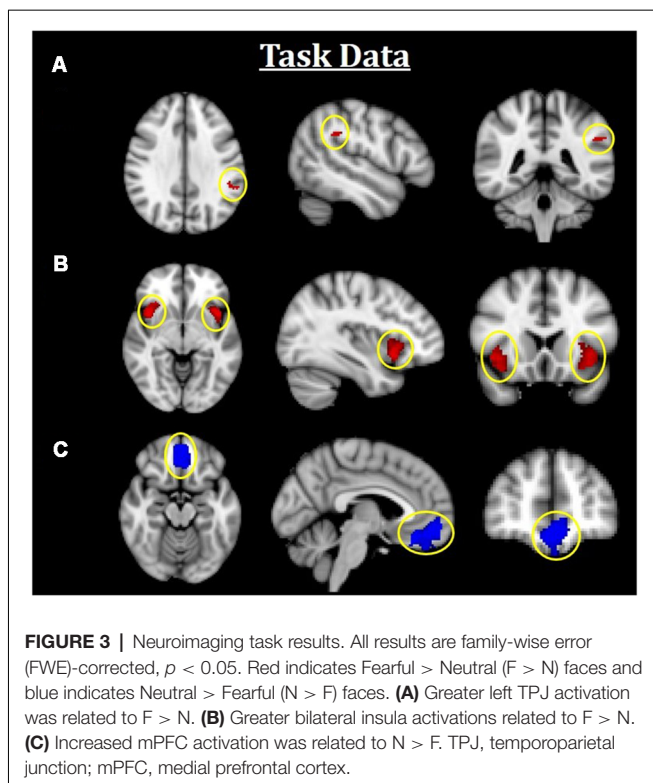 Task Data
A
B
C
FIGURE 3 | Neuroimaging task results. All results are family-wise error
(FWE)-corrected, p < 0.05. Red indicates Fearful > Neutral (F > N) faces and
blue indicates Neutral > Fearful (N > F) faces. (A) Greater left TPJ activation
was related to F > N. (B) Greater bilateral insula activations related to F > N.
(C) Increased mPFC activation was related to N > F. TPJ, temporoparietal
junction; mPFC, medial prefrontal cortex.